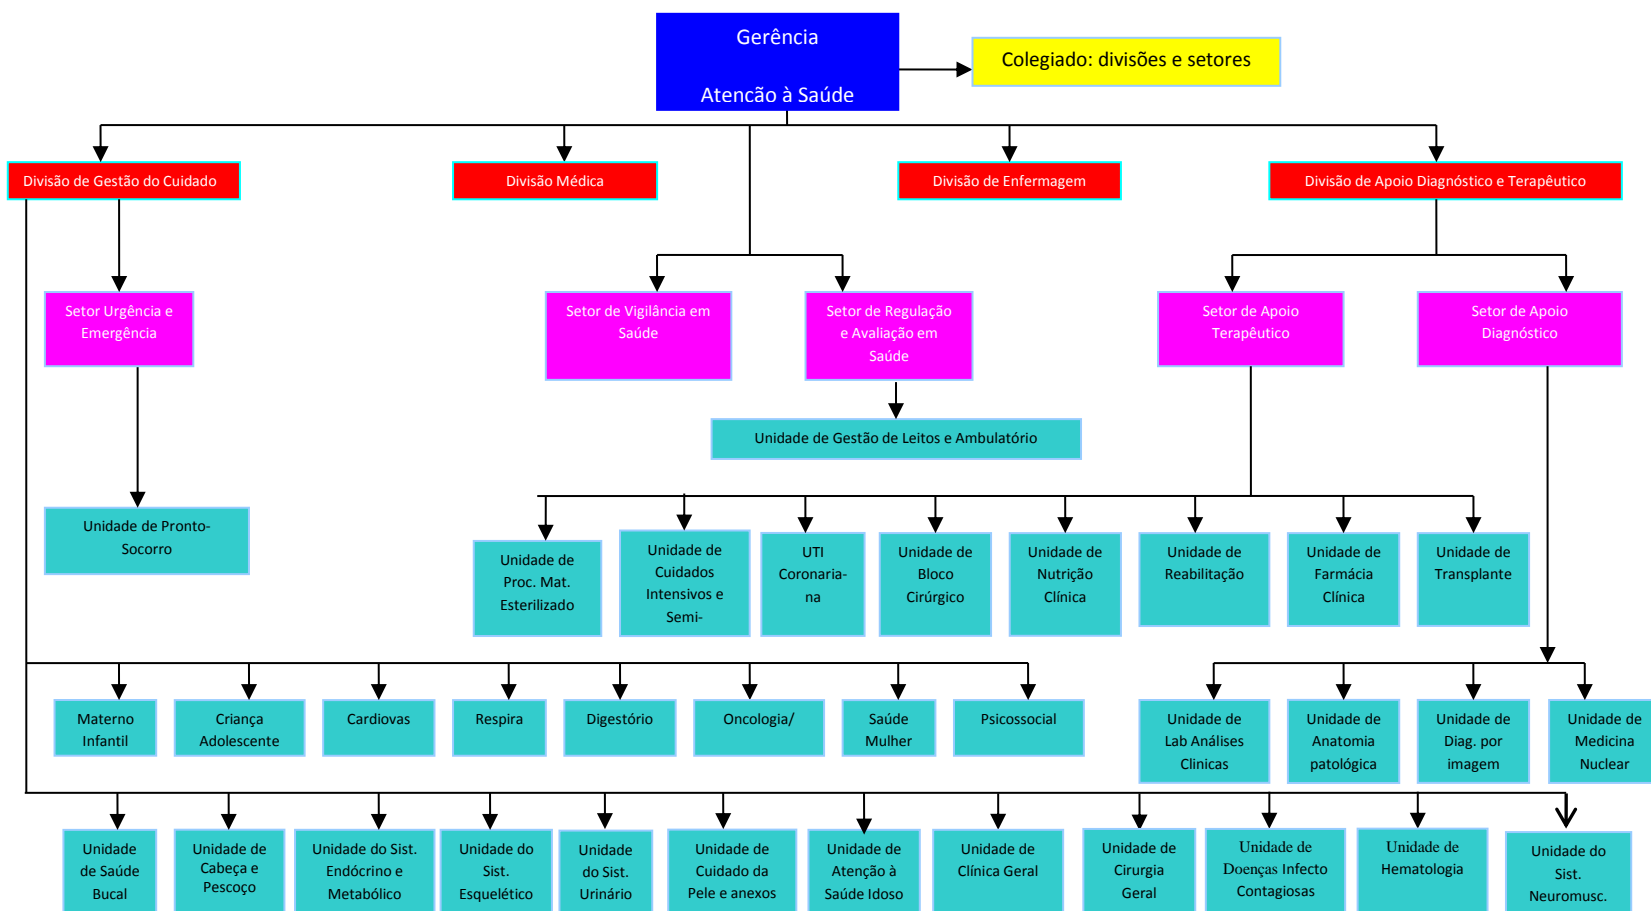 Gerência
Atencão à Saúde
Colegiado: divisões e setores
Divisão de Gestão do Cuidado
Divisão Médica
Divisão de Enfermagem
Divisão de Apoio Diagnóstico e Terapêutico
Setor Urgência e
Emergência
Setor de Vigilância em
Saúde
Setor de Regulação
e Avaliação em
Saúde
Setor de Apoio
Terapêutico
Setor de Apoio
Diagnóstico
Unidade de Gestão de Leitos e Ambulatório
Unidade de Pronto-
Socorro
Unidade de
Proc. Mat.
Esterilizado
Unidade de
Cuidados
Intensivos e
Semi-
UTI
Coronaria-
na
Unidade de
Bloco
Cirúrgico
Unidade de
Nutrição
Clínica
Unidade de
Reabilitação
Unidade de
Farmácia
Clínica
Unidade de
Transplante
Materno
Infantil
Criança
Adolescente
Cardiovas
Respira
Digestório
Oncologia/
Saúde
Mulher
Psicossocial
Unidade de
Lab Análises
Clinicas
Unidade de
Anatomia
patológica
Unidade de
Diag. por
imagem
Unidade de
Medicina
Nuclear
Unidade
de Saúde
Bucal
Unidade de
Cabeça e
Pescoço
Unidade do Sist.
Endócrino e
Metabólico
Unidade do
Sist.
Esquelético
Unidade
do Sist.
Urinário
Unidade de
Cuidado da
Pele e anexos
Unidade de
Atenção à
Saúde Idoso
Unidade de
Clínica Geral
Unidade de
Cirurgia
Geral
Unidade de
Doenças Infecto
Contagiosas
Unidade de
Hematologia
Unidade do
Sist.
Neuromusc.